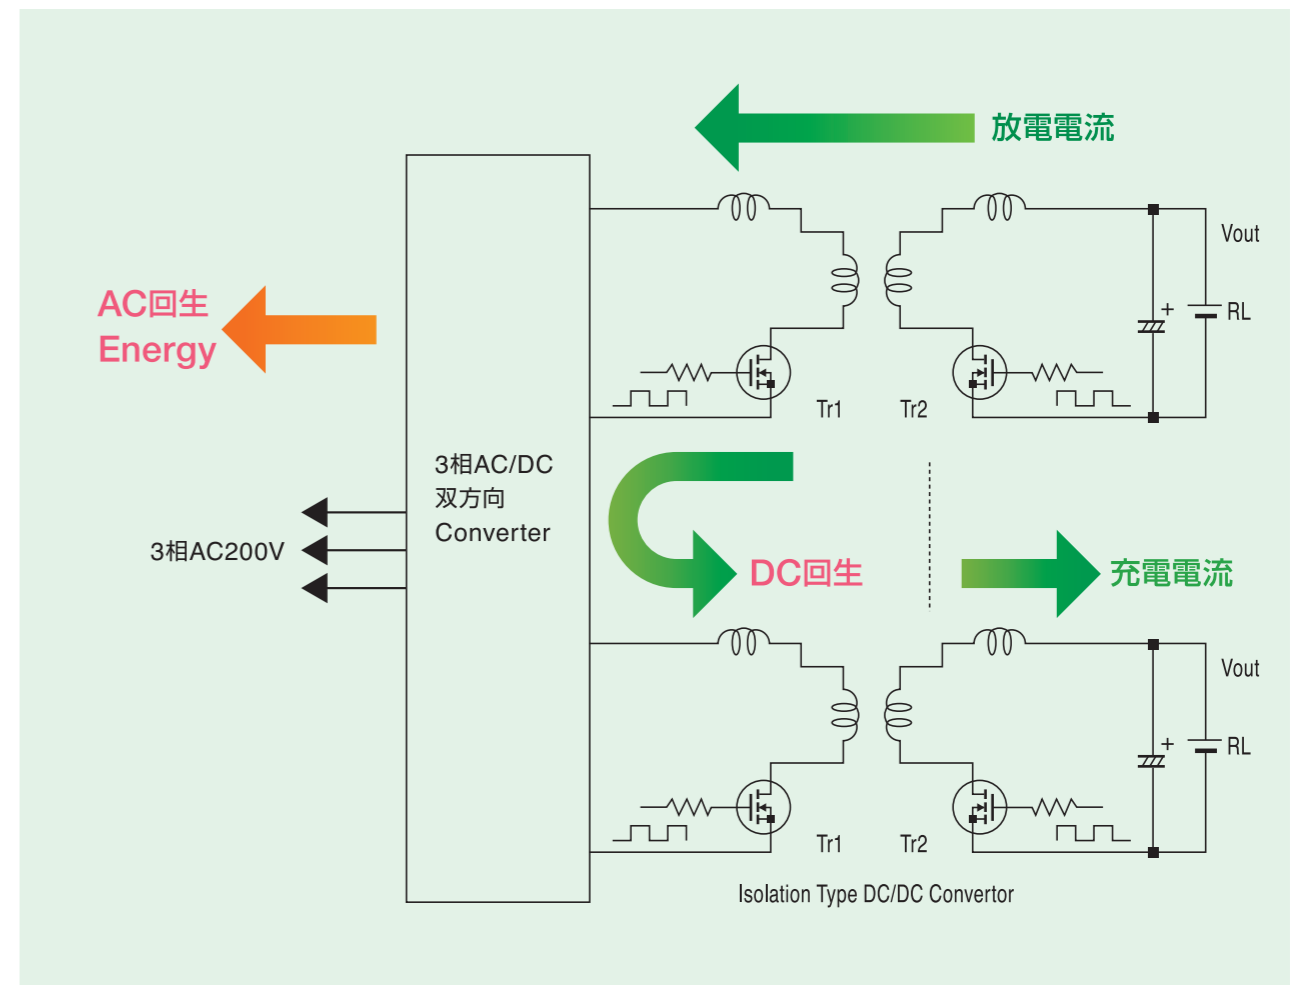 放電電流
Vout
AC回生
Energy
+
RL
Tr1
Tr2
3相AC/DC
双方向
Converter
3相AC200V
DC回生
充電電流
Vout
+
RL
Tr1
Tr2
Isolation Type DC/DC Convertor